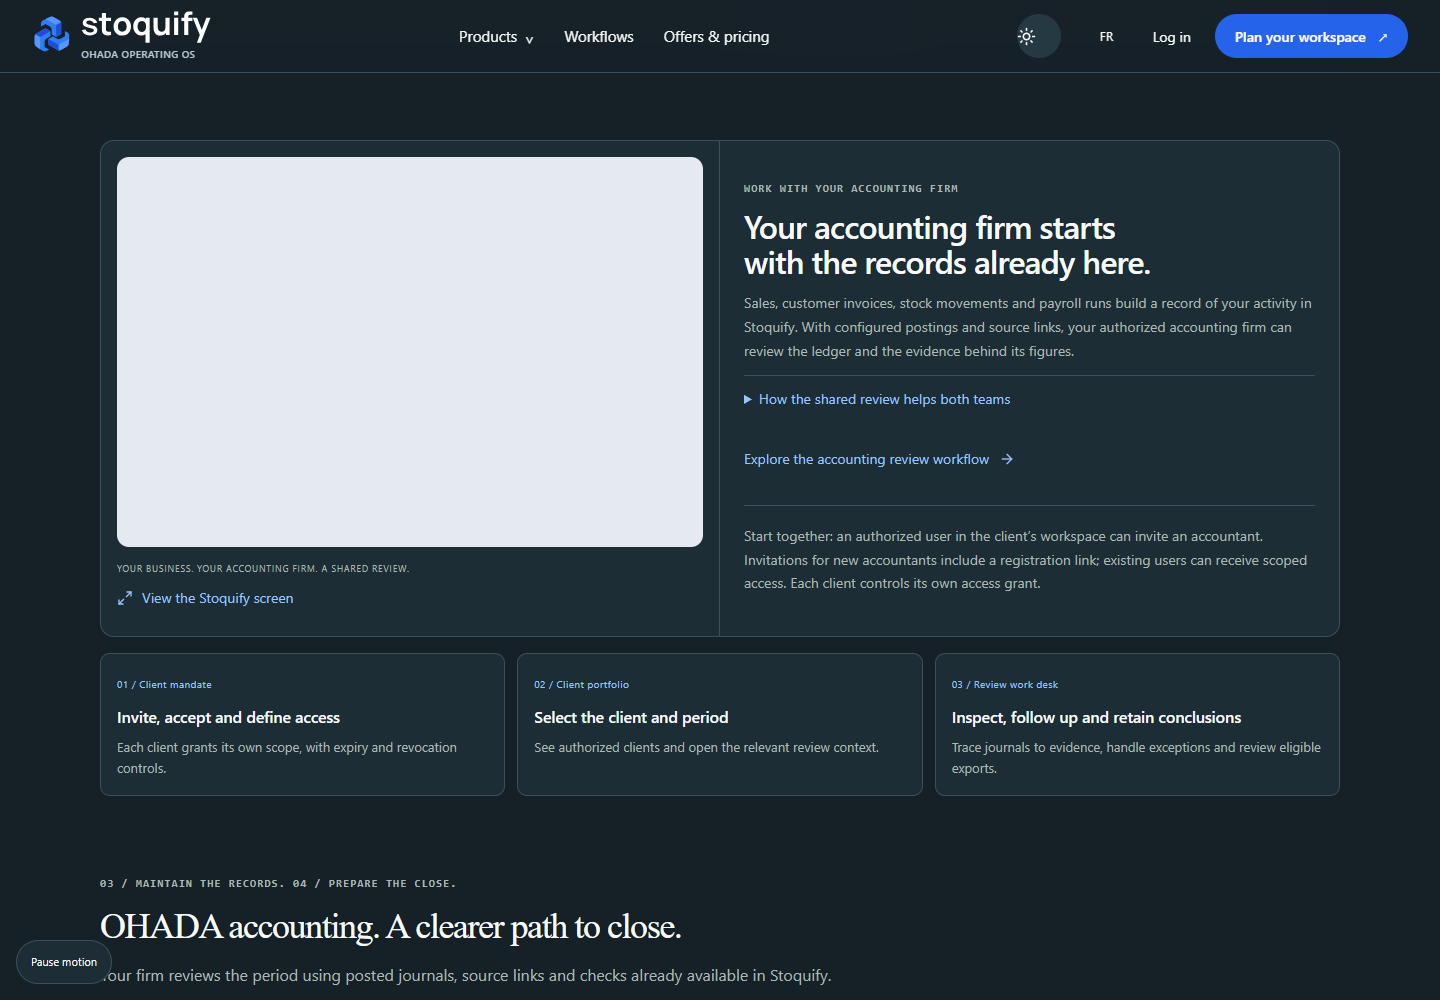 stoquify
OHADA OPERATING OS
Products
Workflows
Offers & pricing
FR
Log in
Plan your workspace ↗
WORK WITH YOUR ACCOUNTING FIRM
Your accounting firm starts
with the records already here.
Sales, customer invoices, stock movements and payroll runs build a record of your activity in
Stoquify. With configured postings and source links, your authorized accounting firm can
review the ledger and the evidence behind its figures.
How the shared review helps both teams
Explore the accounting review workflow →
Start together: an authorized user in the client's workspace can invite an accountant.
Invitations for new accountants include a registration link; existing users can receive scoped
access. Each client controls its own access grant.
YOUR BUSINESS. YOUR ACCOUNTING FIRM. A SHARED REVIEW.
View the Stoquify screen
01 / Client mandate
Invite, accept and define access
Each client grants its own scope, with expiry and revocation
controls.
02 / Client portfolio
Select the client and period
See authorized clients and open the relevant review context.
03 / Review work desk
Inspect, follow up and retain conclusions
Trace journals to evidence, handle exceptions and review eligible
exports.
03 / MAINTAIN THE RECORDS. 04 / PREPARE THE CLOSE.
OHADA accounting. A clearer path to close.
Your firm reviews the period using posted journals, source links and checks already available in Stoquify.
Pause motion